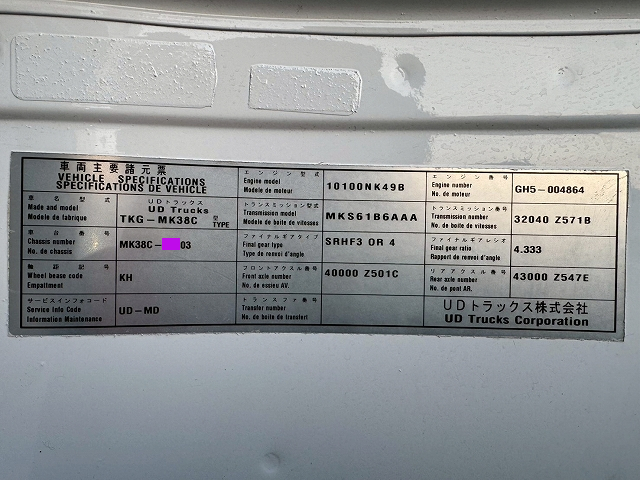 車両主要諸元票
VEHICLE SPECIFICATIONS
SPECIFICATIONS DE VEHICLE
車名型式
Made and model
Modele de fabrique
UDトラックス
UD Trucks
TKG-MK38C 型 TYPE
車台番号
Chassis number
No. de chassis
MK38C- 03
軸距記号
Wheel base code
Empattment
KH
サービスインフォコード
Service Info Code
Information Maintenance
UD-MD
エンジン型式
Engine model
Modele de moteur
10100NK49B
トランスミッション型式
Transmission model
Modele de boite de vitesses
MKS61B6AAA
ファイナルギアタイプ
Final gear type
Type de renvoi d'angle
SRHF3 OR 4
フロントアクスル番号
Front axle number
No. de essieu AV.
40000 Z501C
トランスファ番号
Transfer number
No. de boite de transfert
エンジン番号
Engine number
No. de moteur
GH5-004864
トランスミッション番号
Transmission number
No. de boite de vitesses
32040 Z571B
ファイナルギアレシオ
Final gear ratio
Rapport de renvoi d'angle
4.333
リアアクスル番号
Rear axle number
No. de pont AR.
43000 Z547E
UDトラックス株式会社
UD Trucks Corporation